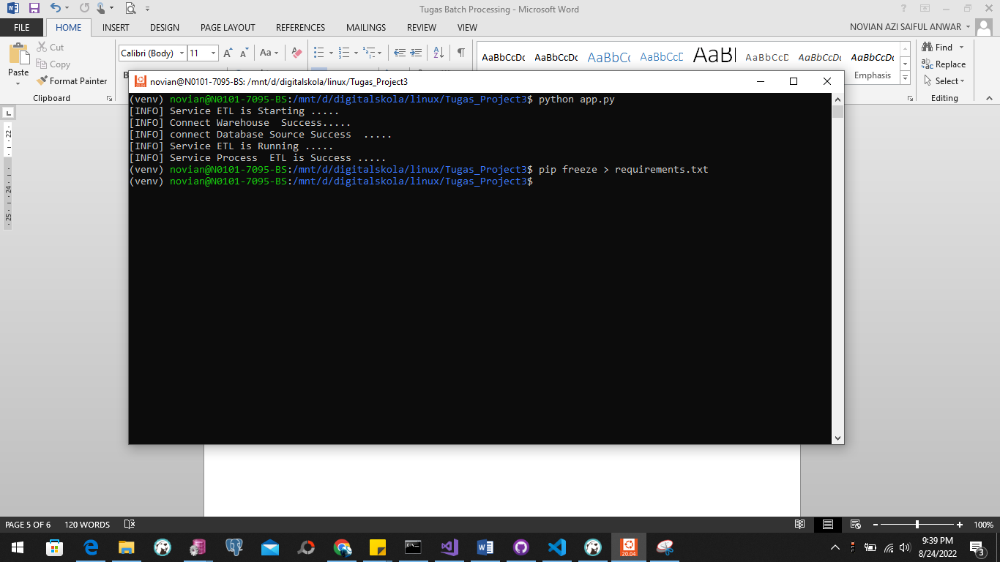 Tugas Batch Processing - Microsoft Word
FILE HOME INSERT DESIGN PAGE LAYOUT REFERENCES MAILINGS REVIEW VIEW NOVIAN AZI SAIFUL ANWAR
Paste
Cut
Copy
Format Painter
Clipboard
Calibri (Body) 11
Aa
AaBbCcDc AaBbCcDc AaBbCc AaBbCcD AaBl AaBbCcD AaBbCcDc AaBbCcDc
Emphasis
Find
Replace
Select
Editing
novian@N0101-7095-BS: /mnt/d/digitalskola/linux/Tugas_Project3
(venv) novian@N0101-7095-BS:/mnt/d/digitalskola/linux/Tugas_Project3$ python app.py
[INFO] Service ETL is Starting .....
[INFO] Connect Warehouse  Success.....
[INFO] connect Database Source Success  .....
[INFO] Service ETL is Running .....
[INFO] Service Process  ETL is Success .....
(venv) novian@N0101-7095-BS:/mnt/d/digitalskola/linux/Tugas_Project3$ pip freeze > requirements.txt
(venv) novian@N0101-7095-BS:/mnt/d/digitalskola/linux/Tugas_Project3$
22
24
25
PAGE 5 OF 6 120 WORDS 100%
20.04
9:39 PM
8/24/2022
3